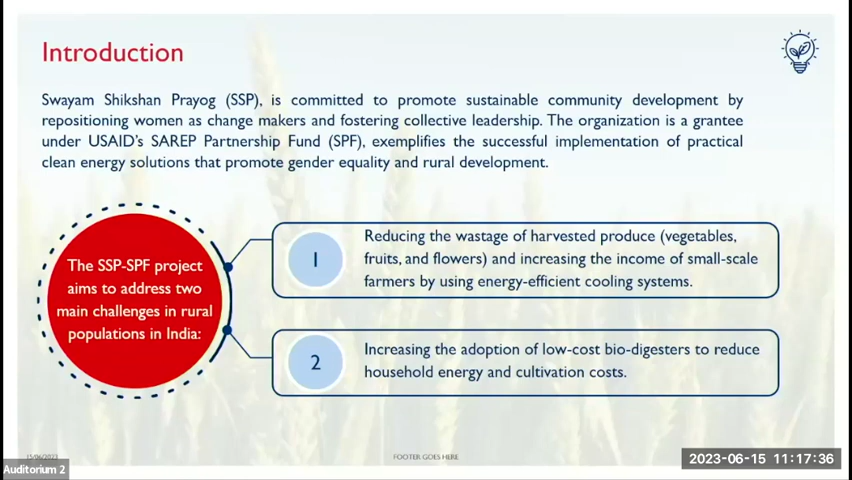 Introduction
Swayam Shikshan Prayog (SSP), is committed to promote sustainable community development by
repositioning women as change makers and fostering collective leadership. The organization is a grantee
under USAID's SAREP Partnership Fund (SPF), exemplifies the successful implementation of practical
clean energy solutions that promote gender equality and rural development.
The SSP-SPF project
aims to address two
main challenges in rural
populations in India:
1
Reducing the wastage of harvested produce (vegetables,
fruits, and flowers) and increasing the income of small-scale
farmers by using energy-efficient cooling systems.
2
Increasing the adoption of low-cost bio-digesters to reduce
household energy and cultivation costs.
15/06/2023
FOOTER GOES HERE
2023-06-15 11:17:36
Auditorium 2